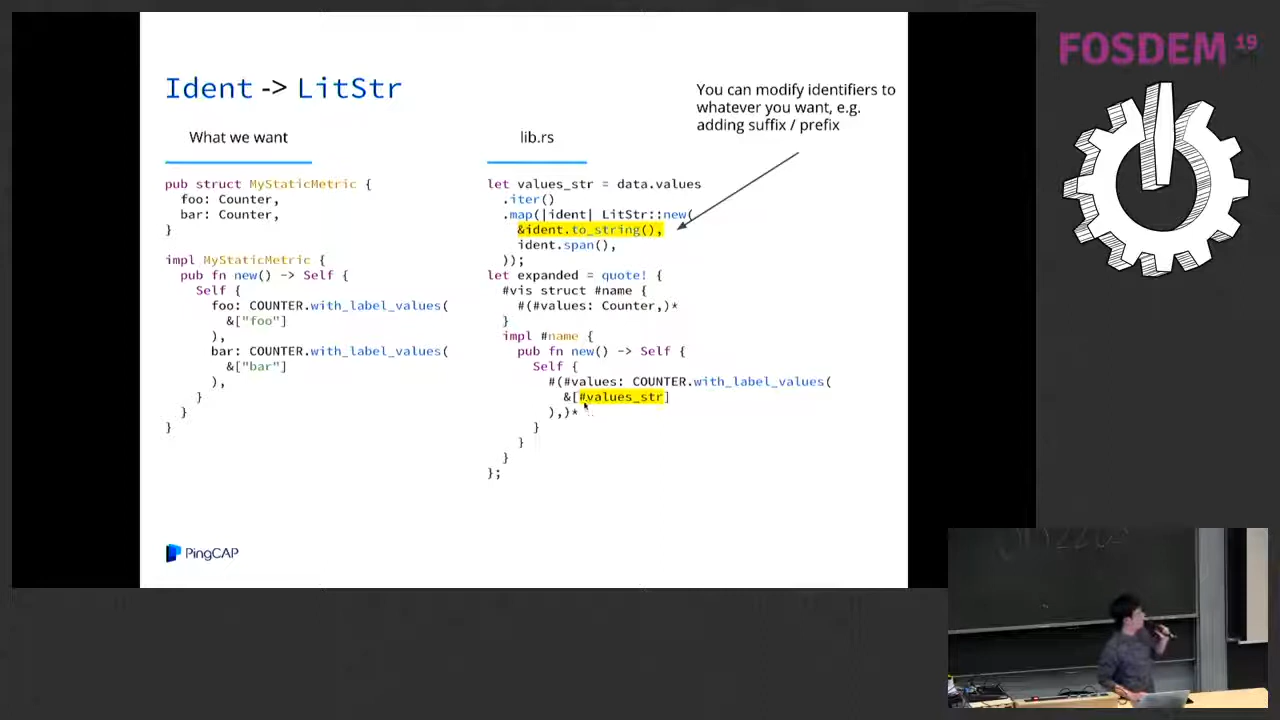 FOSDEM 19
Ident -> LitStr
You can modify identifiers to
whatever you want, e.g.
adding suffix / prefix
What we want
pub struct MyStaticMetric {
foo: Counter,
bar: Counter,
}
impl MyStaticMetric {
pub fn new() -> Self {
Self {
foo: COUNTER.with_label_values(
&["foo"]
),
bar: COUNTER.with_label_values(
&["bar"]
),
}
}
}
lib.rs
let values_str = data.values
.iter()
.map(|ident| LitStr::new(
&ident.to_string(),
ident.span(),
));
let expanded = quote! {
#vis struct #name {
#(#values: Counter,)*
}
impl #name {
pub fn new() -> Self {
Self {
#(#values: COUNTER.with_label_values(
&[#values_str]
),)*
}
}
}
};
PingCAP